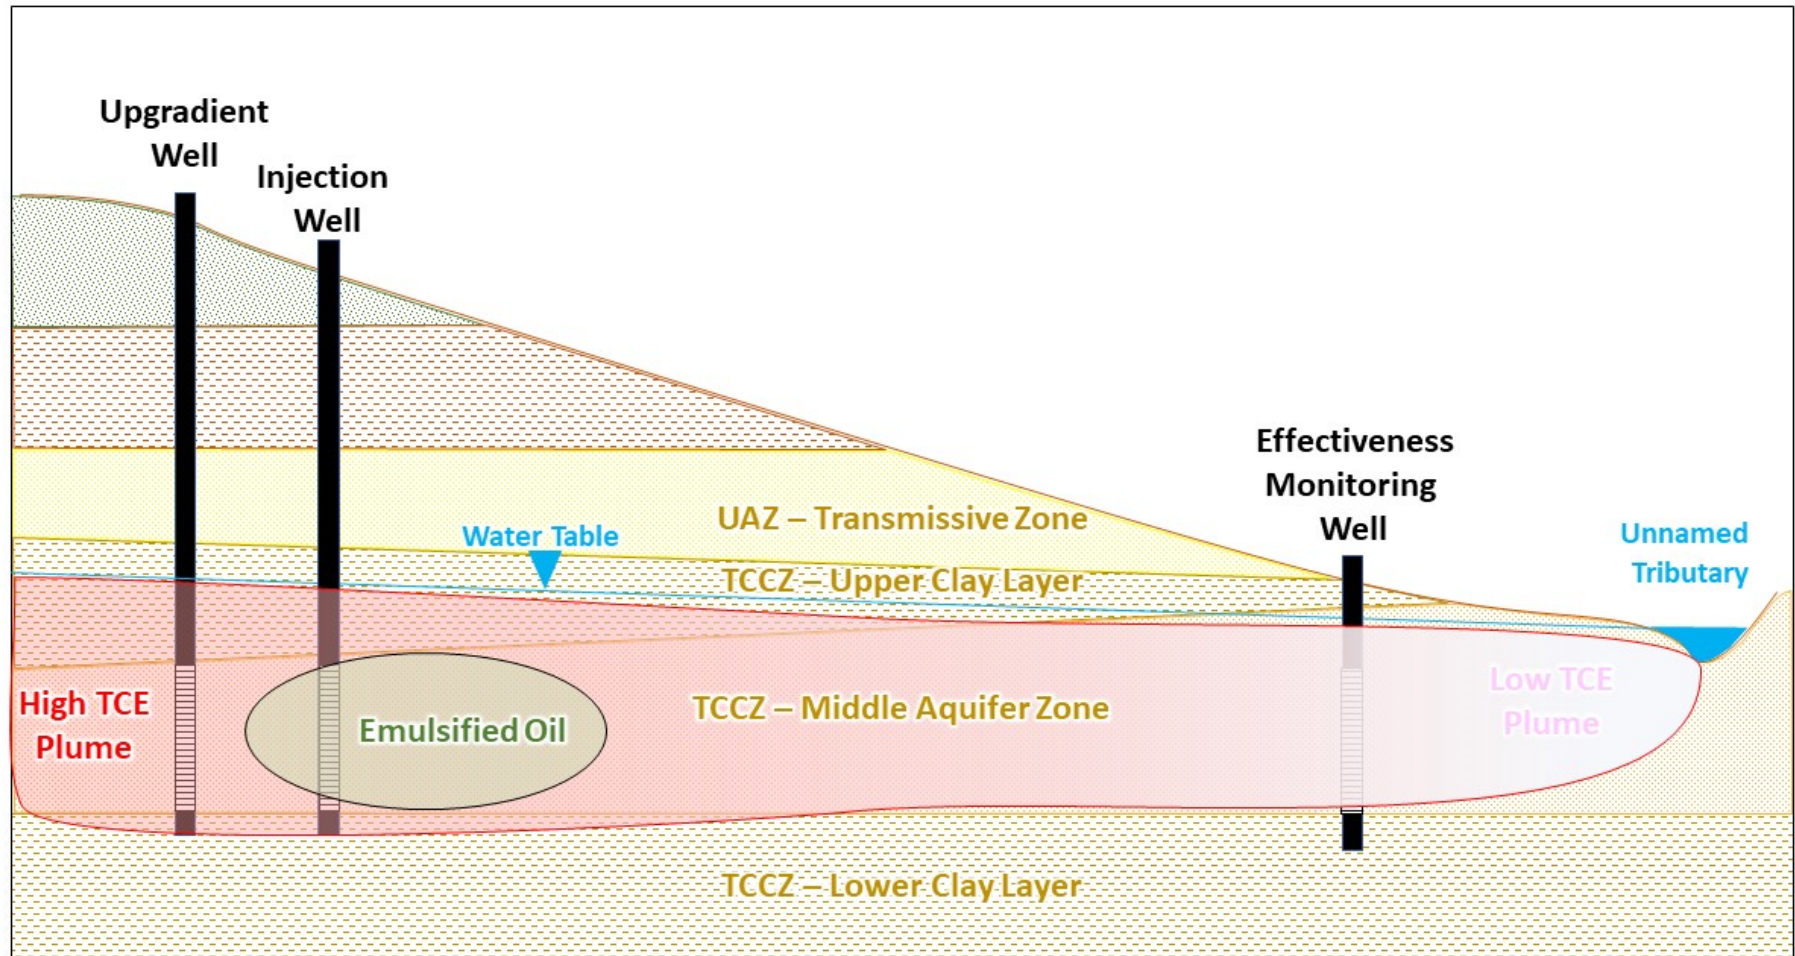 Upgradient
Well
Injection
Well
Effectiveness
Monitoring
Well
UAZ – Transmissive Zone
Water Table
Unnamed
Tributary
TCCZ – Upper Clay Layer
High TCE
Plume
Emulsified Oil
TCCZ – Middle Aquifer Zone
Low TCE
Plume
TCCZ – Lower Clay Layer